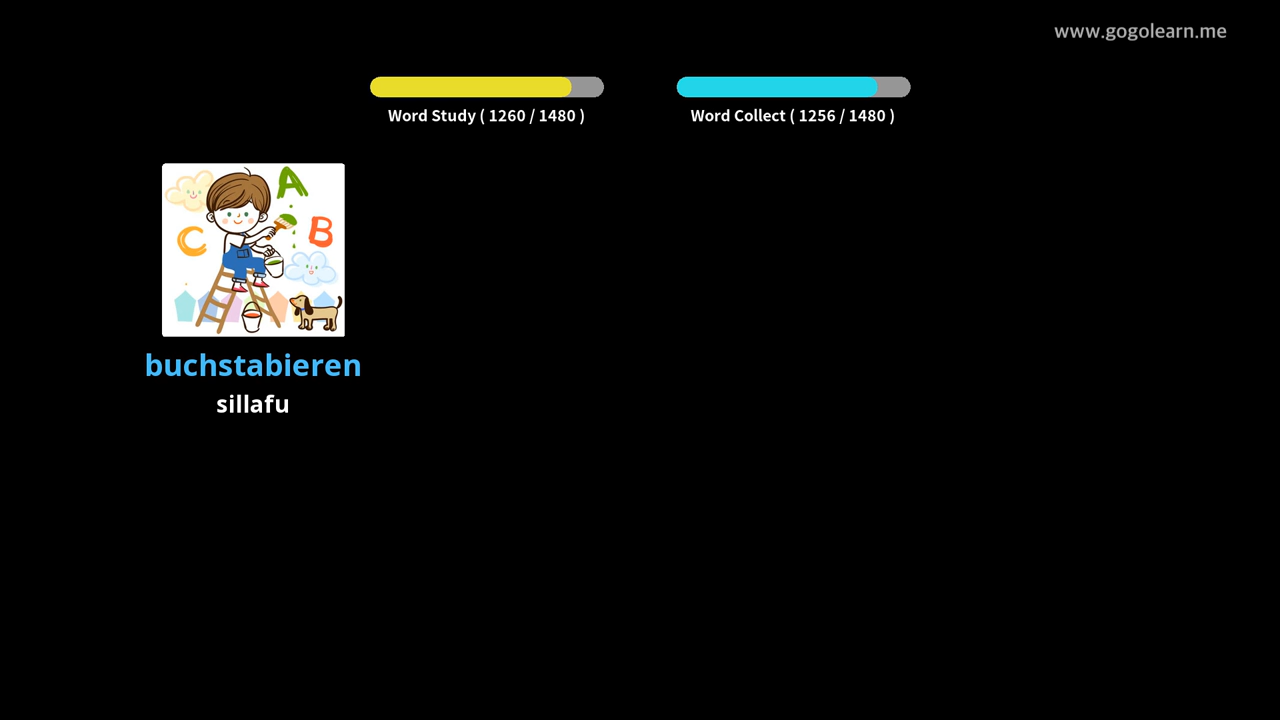 www.gogolearn.me
Word Study ( 1260 / 1480 )
Word Collect ( 1256 / 1480 )
A
B
C
buchstabieren
sillafu